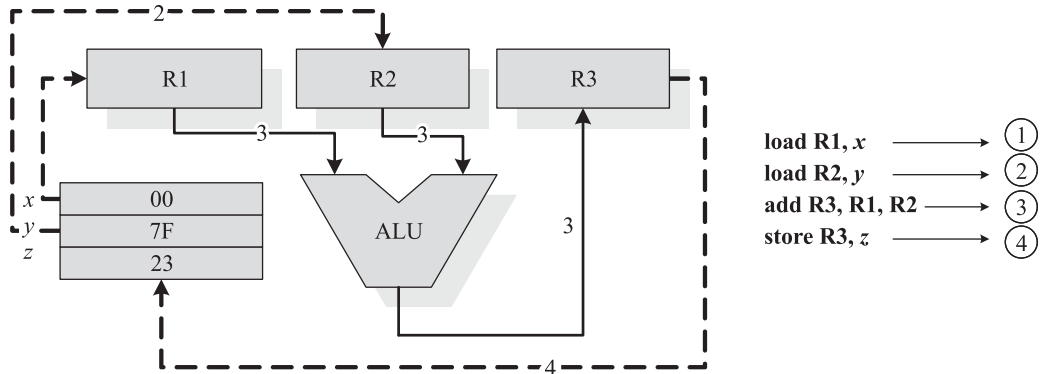 2
R1
R2
R3
3
3
x
00
y
7F
z
23
ALU
3
4
load R1, x 1
load R2, y 2
add R3, R1, R2 3
store R3, z 4